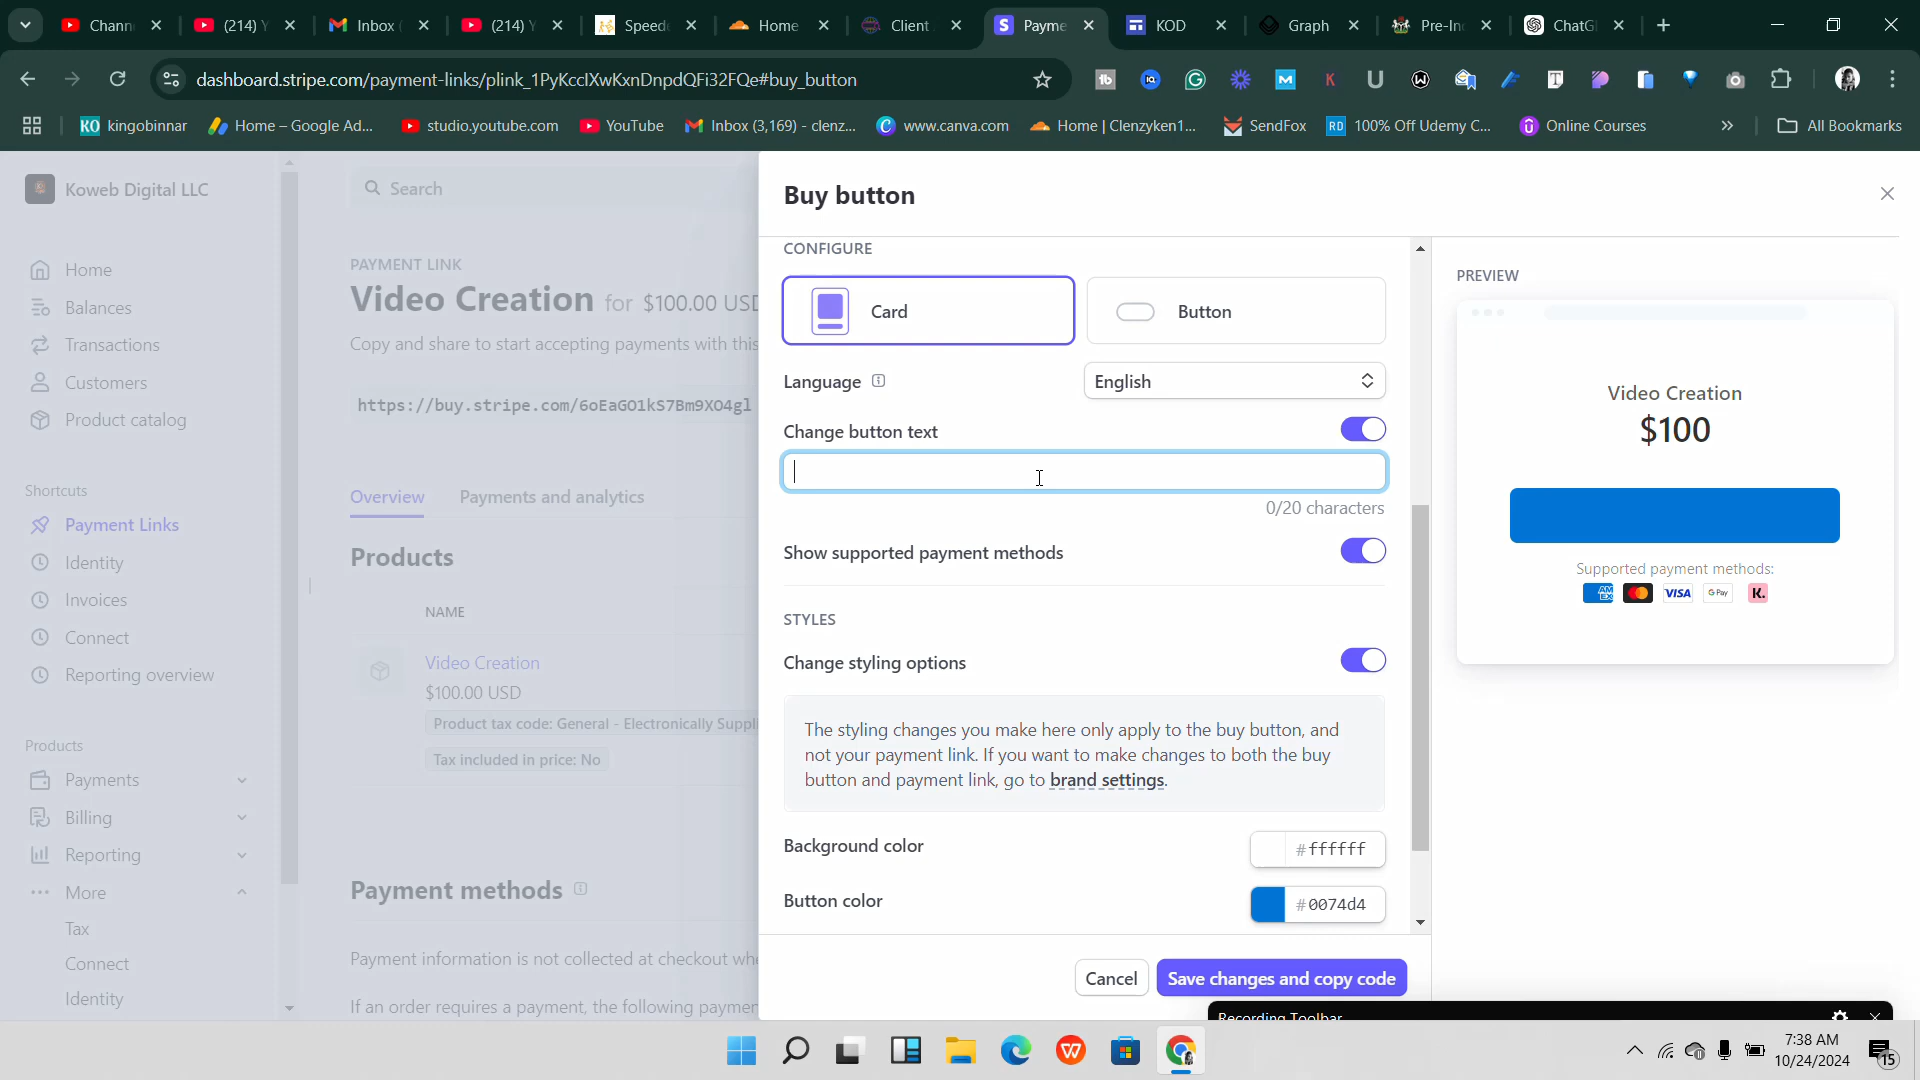 Chann
(214) Y
Inbox (
(214) Y
Speed
Home
Client
Payme
KOD
Graph
Pre-In
ChatG
dashboard.stripe.com/payment-links/plink_1PyKccIXwKxnDnpdQFi32FQe#buy_button
KO kingobinnar
Home – Google Ad...
studio.youtube.com
YouTube
Inbox (3,169) - clenz...
www.canva.com
Home | Clenzyken1...
SendFox
RD 100% Off Udemy C...
Online Courses
All Bookmarks
Koweb Digital LLC
Home
Balances
Transactions
Customers
Product catalog
Shortcuts
Payment Links
Identity
Invoices
Connect
Reporting overview
Products
Payments
Billing
Reporting
More
Tax
Connect
Identity
Search
PAYMENT LINK
Video Creation for $100.00 USD
Copy and share to start accepting payments with this
https://buy.stripe.com/6oEaGO1kS7Bm9XO4gl
Overview
Payments and analytics
Products
NAME
Video Creation
$100.00 USD
Product tax code: General - Electronically Suppli
Tax included in price: No
Payment methods
Payment information is not collected at checkout whe
If an order requires a payment, the following paymen
Buy button
CONFIGURE
Card
Button
Language
English
Change button text
0/20 characters
Show supported payment methods
STYLES
Change styling options
The styling changes you make here only apply to the buy button, and
not your payment link. If you want to make changes to both the buy
button and payment link, go to brand settings.
Background color
#ffffff
Button color
#0074d4
Cancel
Save changes and copy code
PREVIEW
Video Creation
$100
Supported payment methods:
AMEX
VISA
G Pay
K.
Recording Toolbar
7:38 AM
10/24/2024
15